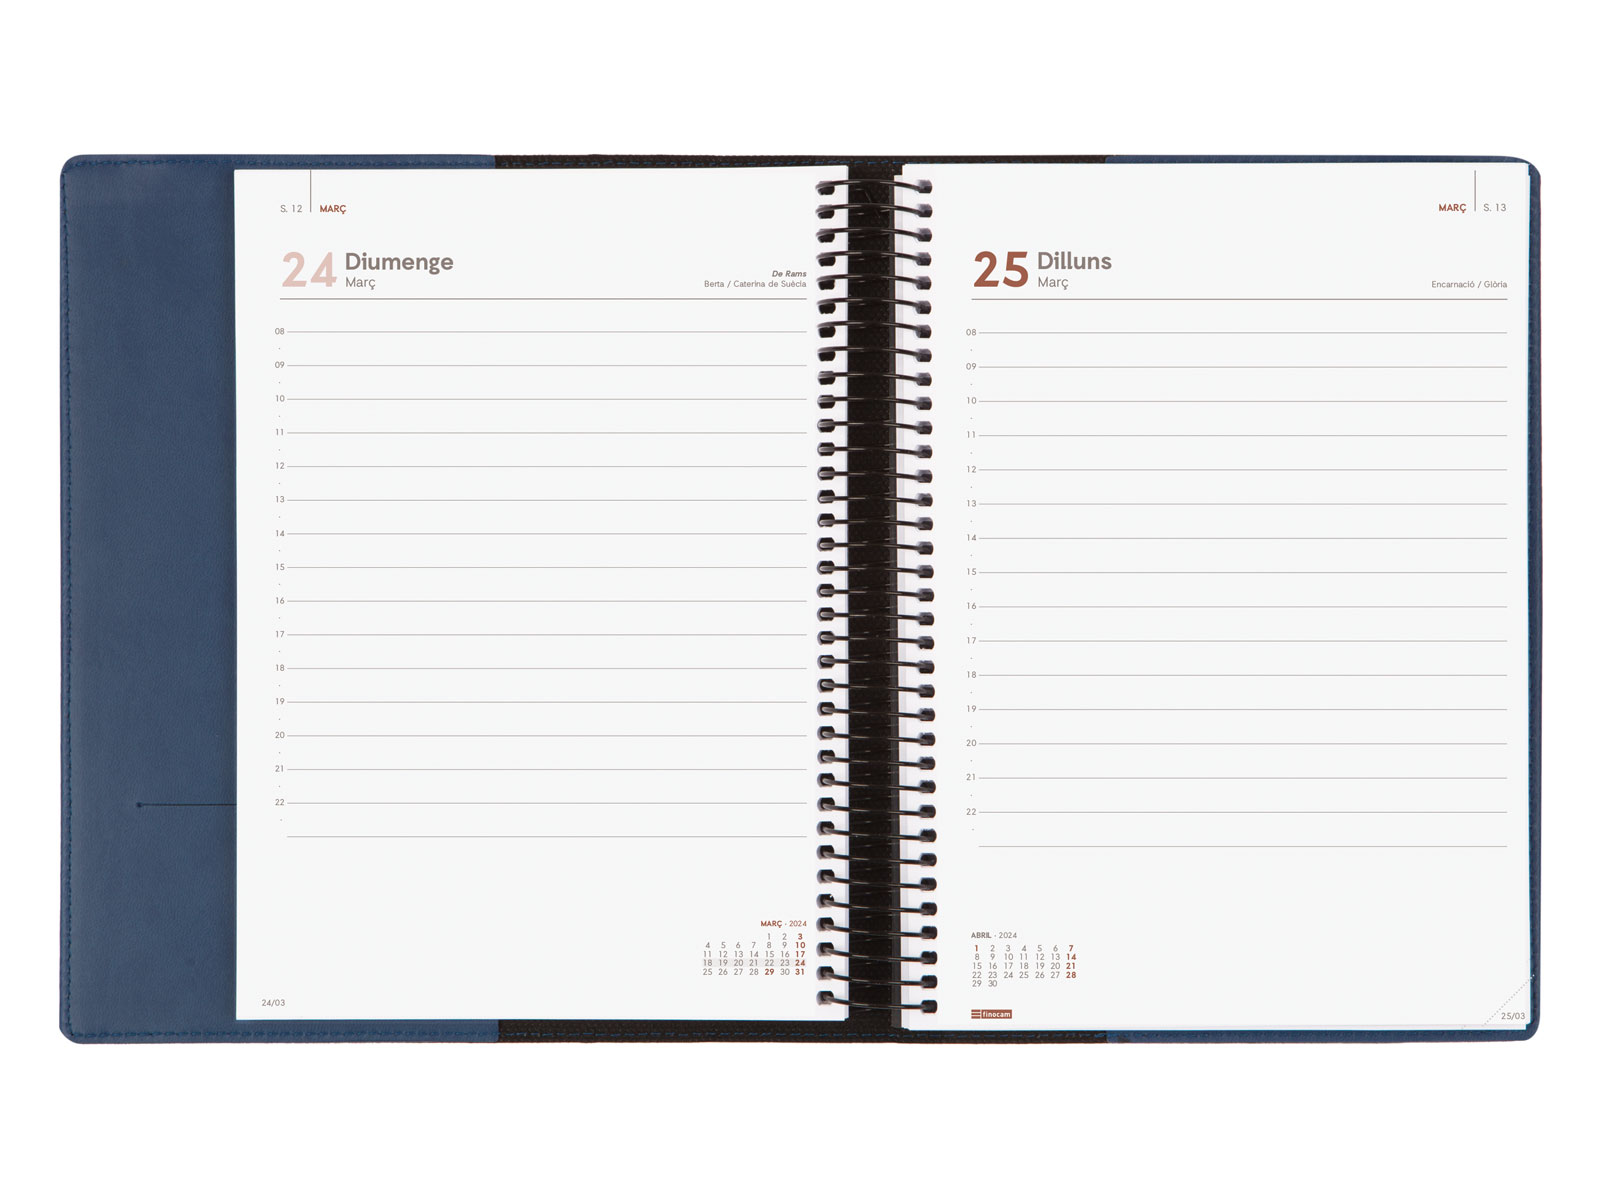 S. 12 MARÇ
24 Diumenge
Març
De Rams
Berta / Caterina de Suècia
08
09
10
11
12
13
14
15
16
17
18
19
20
21
22
MARÇ · 2024
1 2 3
4 5 6 7 8 9 10
11 12 13 14 15 16 17
18 19 20 21 22 23 24
25 26 27 28 29 30 31
24/03
MARÇ S. 13
25 Dilluns
Març
Encarnació / Glòria
08
09
10
11
12
13
14
15
16
17
18
19
20
21
22
ABRIL · 2024
1 2 3 4 5 6 7
8 9 10 11 12 13 14
15 16 17 18 19 20 21
22 23 24 25 26 27 28
29 30
finocam
25/03